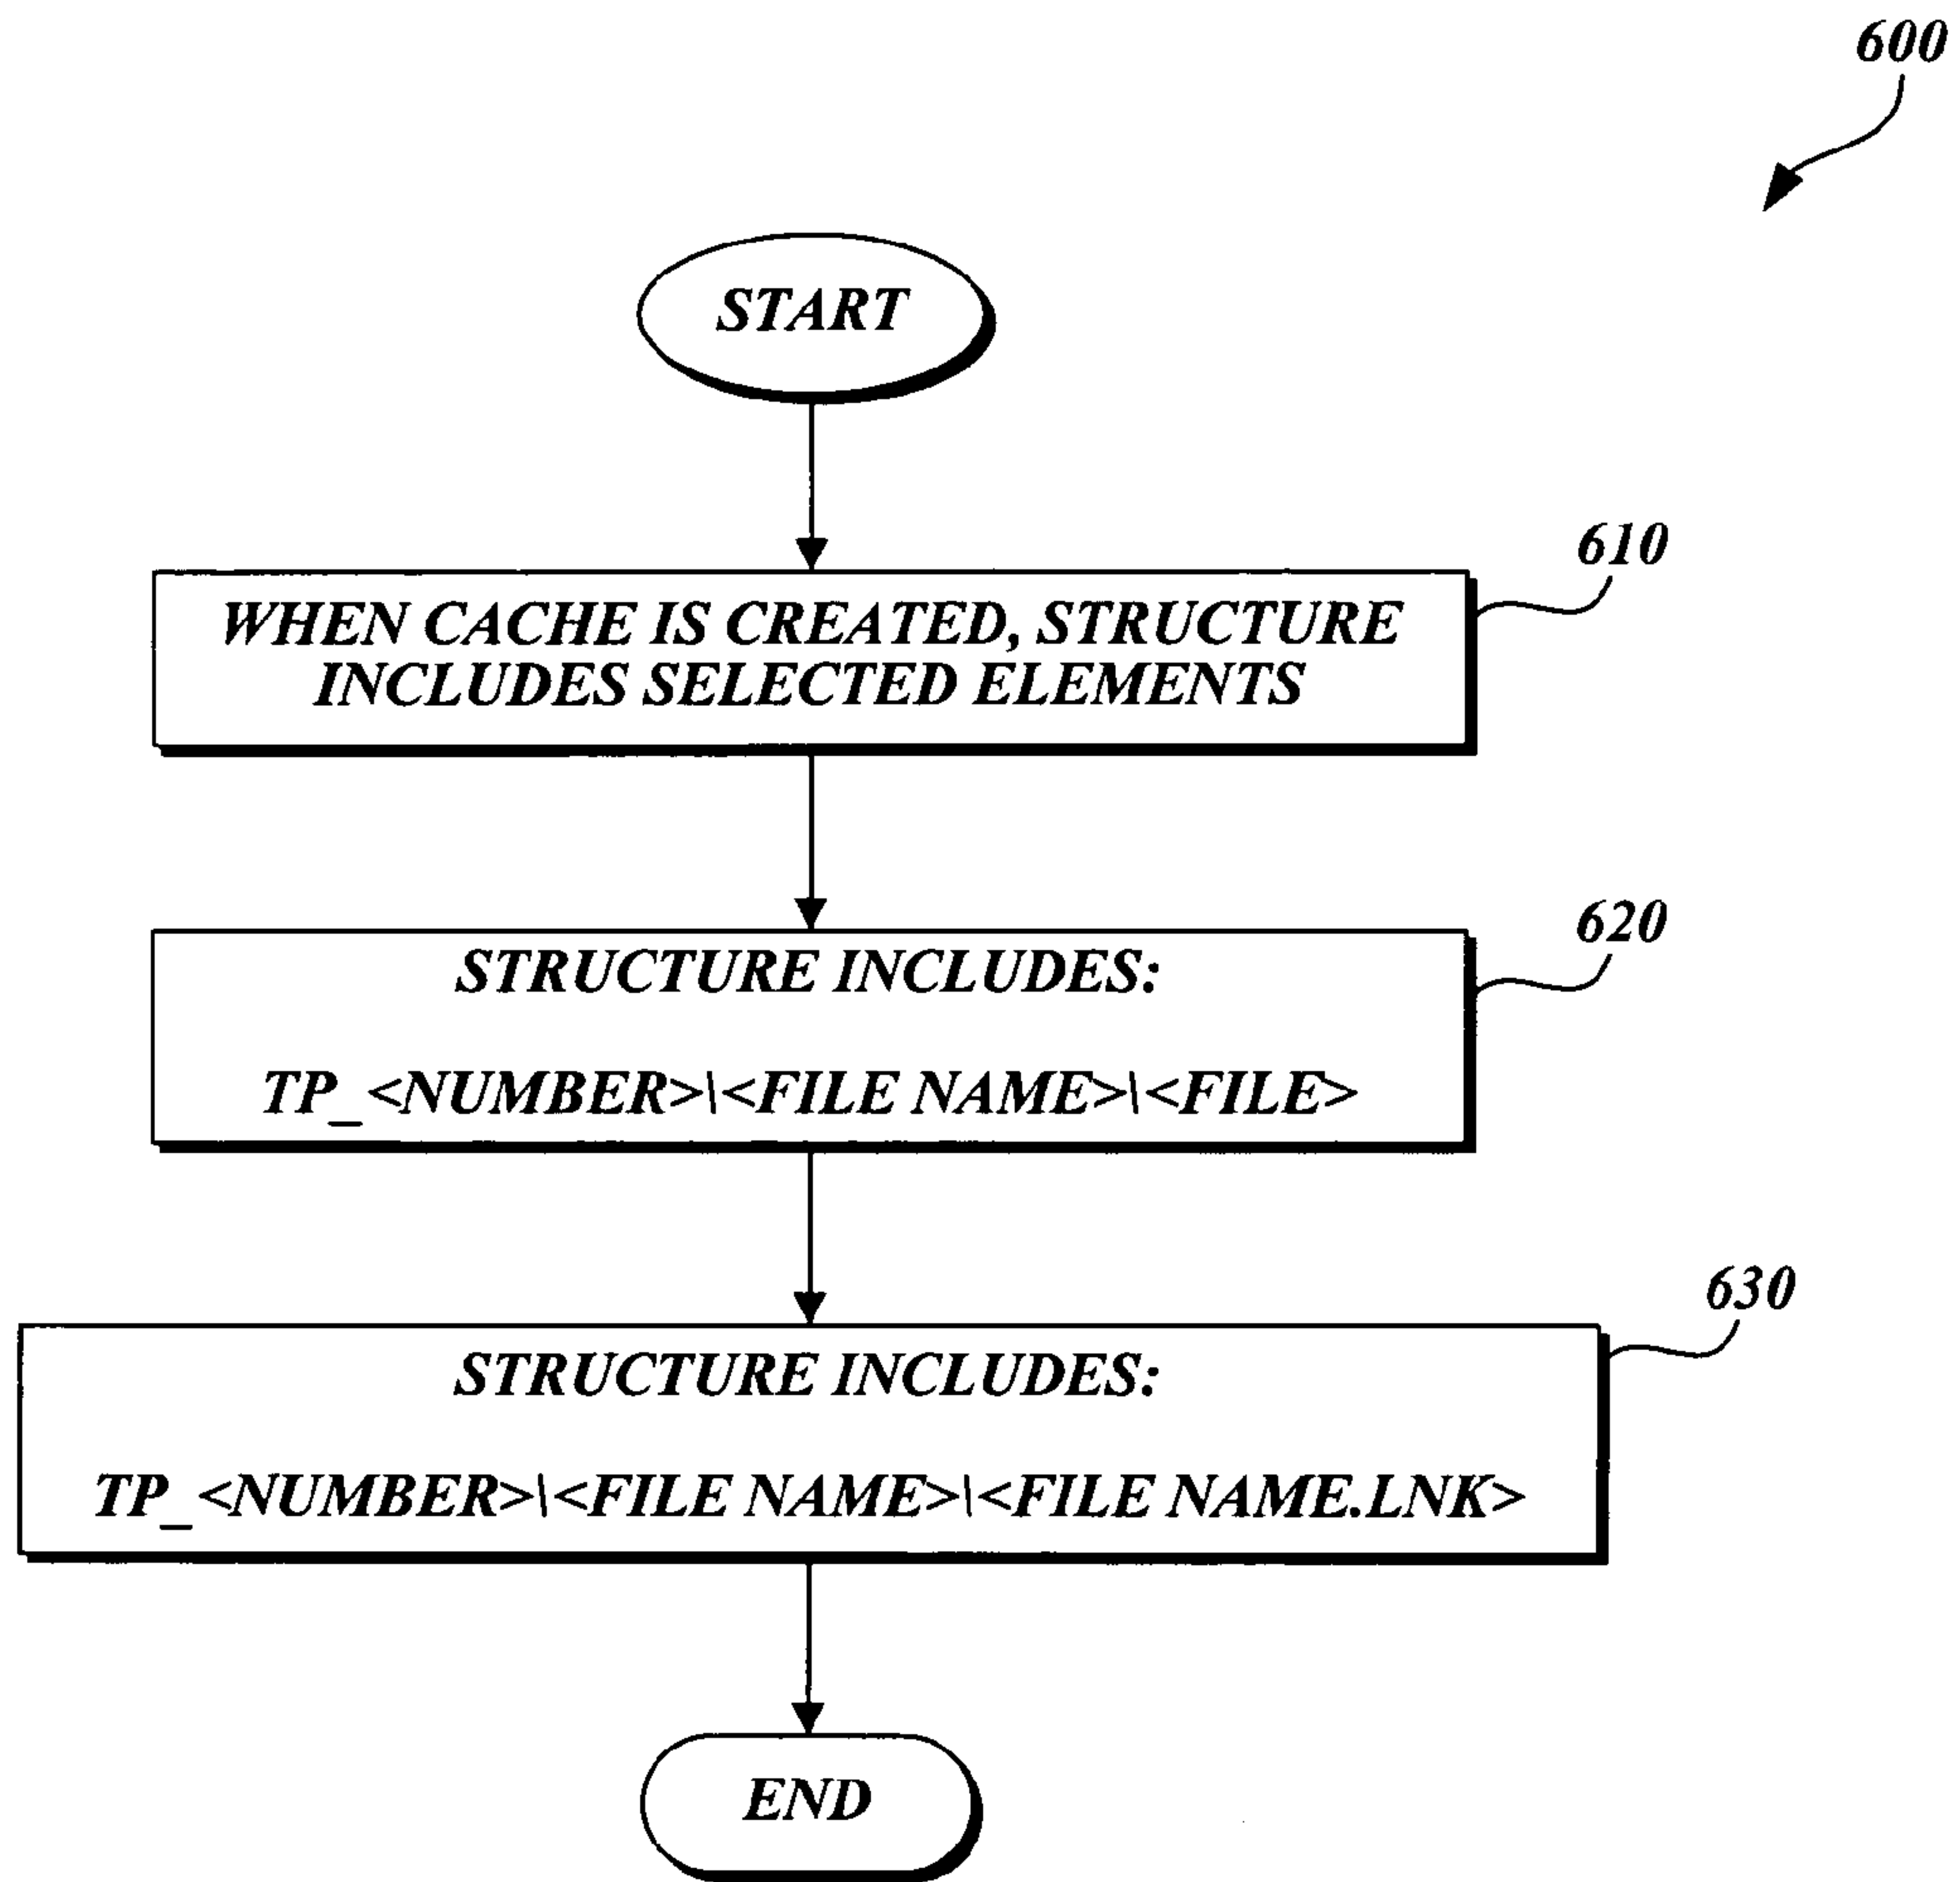 600
START
610
WHEN CACHE IS CREATED, STRUCTURE
INCLUDES SELECTED ELEMENTS
620
STRUCTURE INCLUDES:
TP_<NUMBER>\<FILE NAME>\<FILE>
630
STRUCTURE INCLUDES:
TP_<NUMBER>\<FILE NAME>\<FILE NAME.LNK>
END